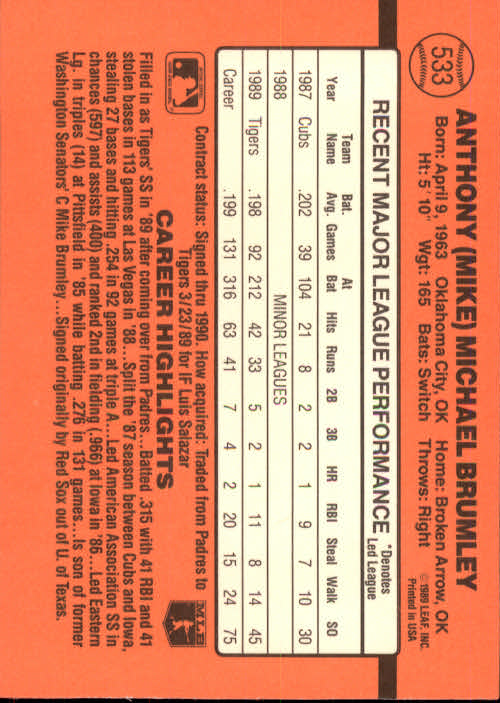 533
ANTHONY (MIKE) MICHAEL BRUMLEY
Born: April 9, 1963 Oklahoma City, OK Home: Broken Arrow, OK
Ht: 5' 10" Wgt: 165 Bats: Switch Throws: Right
© 1989 LEAF, INC.
Printed in USA
RECENT MAJOR LEAGUE PERFORMANCE *Denotes Led League
Year Team Name Bat. Avg. Games At Bat Hits Runs 2B 3B HR RBI Steal Walk SO
1987 Cubs .202 39 104 21 8 2 2 1 9 7 10 30
1988 MINOR LEAGUES
1989 Tigers .198 92 212 42 33 5 2 1 11 8 14 45
Career .199 131 316 63 41 7 4 2 20 15 24 75
Contract status: Signed thru 1990. How acquired: Traded from Padres to
Tigers 3/23/89 for IF Luis Salazar
MLB
CAREER HIGHLIGHTS
Filled in as Tigers' SS in '89 after coming over from Padres... Batted .315 with 41 RBI and 41
stolen bases in 113 games at Las Vegas in '88... Split the '87 season between Cubs and Iowa,
stealing 27 bases and hitting .254 in 92 games at triple A... Led American Association SS in
chances (597) and assists (400) and ranked 2nd in fielding (.966) at Iowa in '86... Led Eastern
Lg. in triples (14) at Pittsfield in '85 while batting .276 in 131 games... Is son of former
Washington Senators' C Mike Brumley... Signed originally by Red Sox out of U. of Texas.